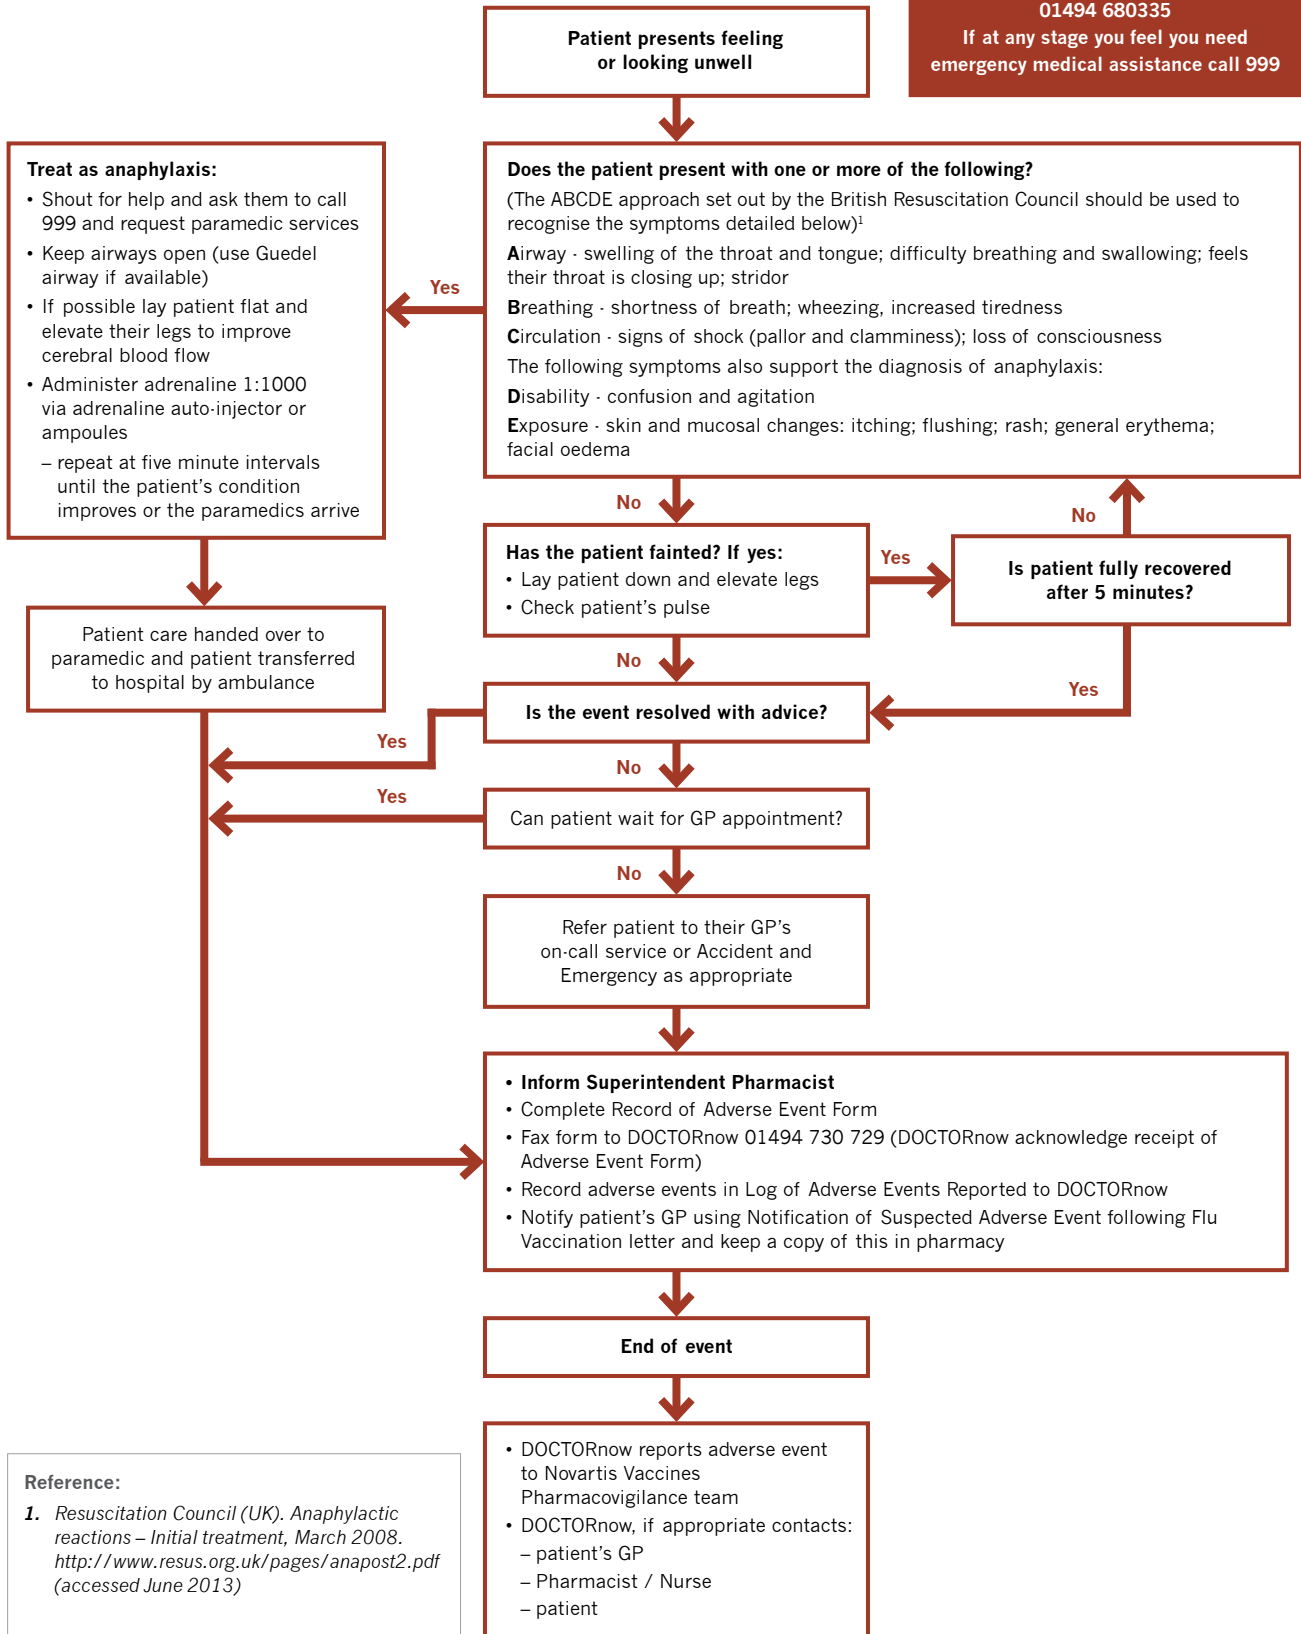 01494 680335
If at any stage you feel you need
emergency medical assistance call 999
Patient presents feeling
or looking unwell
Does the patient present with one or more of the following?
(The ABCDE approach set out by the British Resuscitation Council should be used to
recognise the symptoms detailed below)1
Airway - swelling of the throat and tongue; difficulty breathing and swallowing; feels
their throat is closing up; stridor
Breathing - shortness of breath; wheezing, increased tiredness
Circulation - signs of shock (pallor and clamminess); loss of consciousness
The following symptoms also support the diagnosis of anaphylaxis:
Disability - confusion and agitation
Exposure - skin and mucosal changes: itching; flushing; rash; general erythema;
facial oedema
Yes
Treat as anaphylaxis:
• Shout for help and ask them to call
999 and request paramedic services
• Keep airways open (use Guedel
airway if available)
• If possible lay patient flat and
elevate their legs to improve
cerebral blood flow
• Administer adrenaline 1:1000
via adrenaline auto-injector or
ampoules
– repeat at five minute intervals
until the patient's condition
improves or the paramedics arrive
Patient care handed over to
paramedic and patient transferred
to hospital by ambulance
No
Has the patient fainted? If yes:
• Lay patient down and elevate legs
• Check patient's pulse
Yes
Is patient fully recovered
after 5 minutes?
No
Yes
No
Is the event resolved with advice?
Yes
No
Can patient wait for GP appointment?
Yes
No
Refer patient to their GP's
on-call service or Accident and
Emergency as appropriate
• Inform Superintendent Pharmacist
• Complete Record of Adverse Event Form
• Fax form to DOCTORnow 01494 730 729 (DOCTORnow acknowledge receipt of
Adverse Event Form)
• Record adverse events in Log of Adverse Events Reported to DOCTORnow
• Notify patient's GP using Notification of Suspected Adverse Event following Flu
Vaccination letter and keep a copy of this in pharmacy
End of event
• DOCTORnow reports adverse event
to Novartis Vaccines
Pharmacovigilance team
• DOCTORnow, if appropriate contacts:
– patient's GP
– Pharmacist / Nurse
– patient
Reference:
1. Resuscitation Council (UK). Anaphylactic
reactions – Initial treatment, March 2008.
http://www.resus.org.uk/pages/anapost2.pdf
(accessed June 2013)